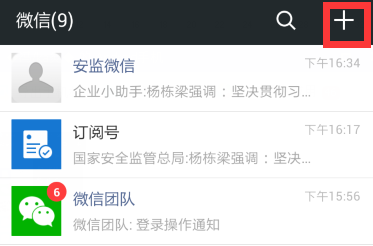 微信(9)
安监微信
下午16:34
企业小助手:杨栋梁强调：坚决贯彻习...
订阅号
下午16:17
国家安全监管总局:杨栋梁强调：坚决...
6
微信团队
下午15:56
微信团队: 登录操作通知